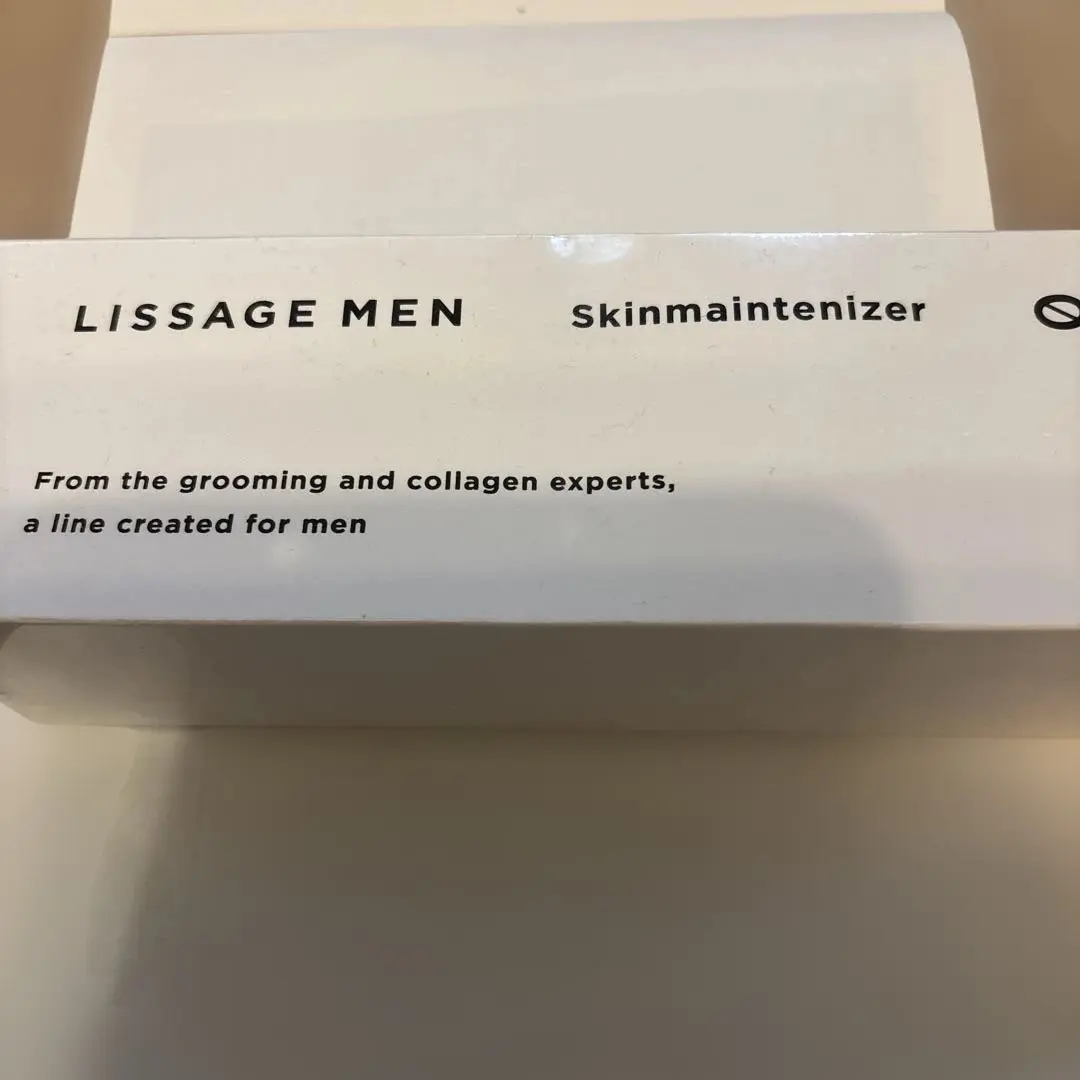 LISSAGE MEN Skinmaintenizer
From the grooming and collagen experts,
a line created for men